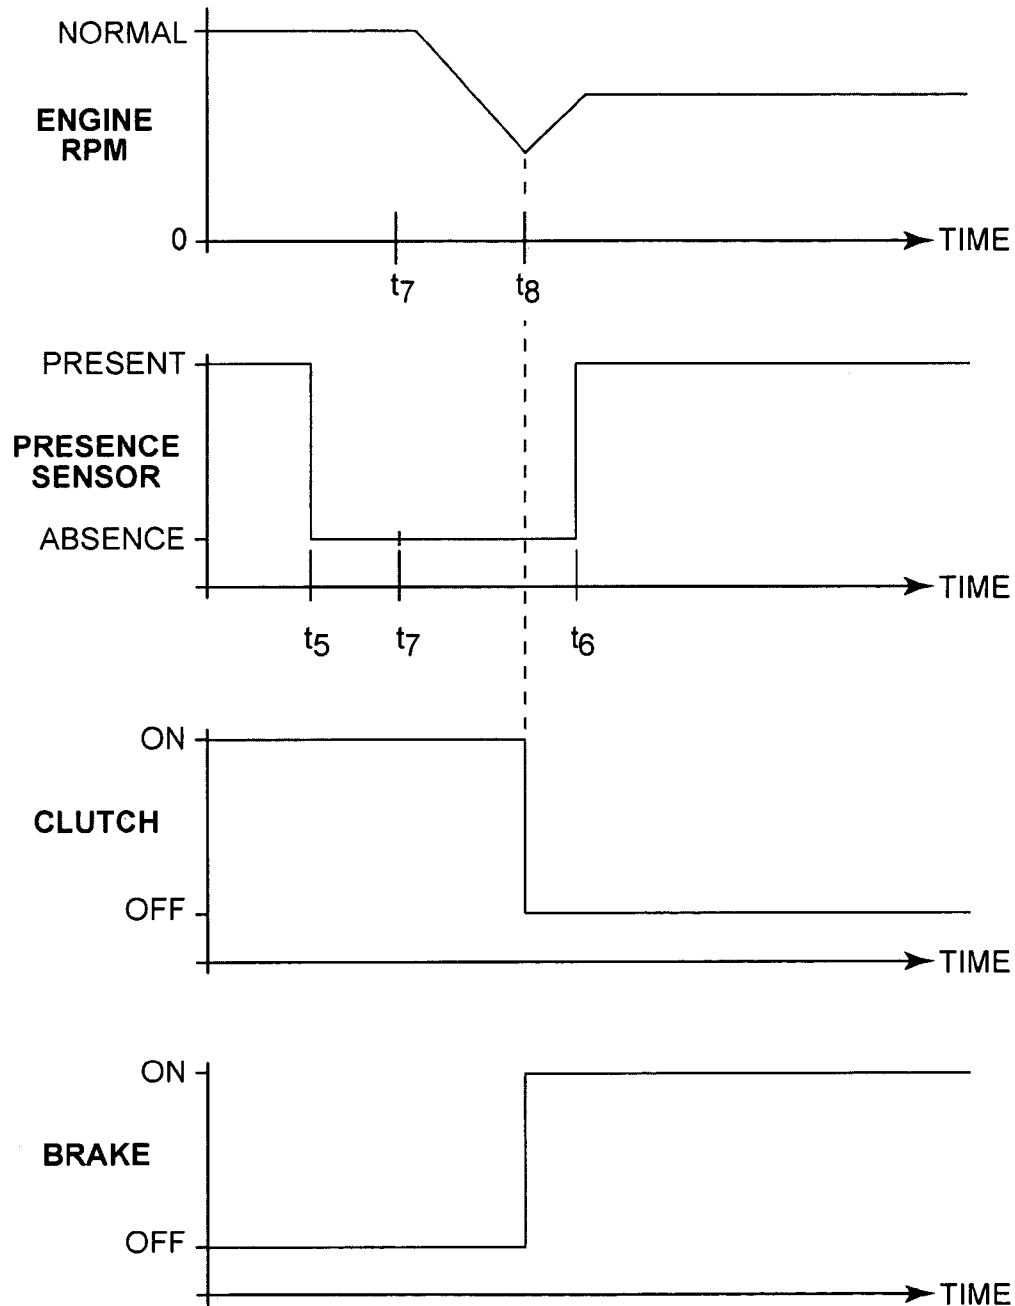 NORMAL
ENGINE
RPM
0
TIME
t7
t8
PRESENT
PRESENCE
SENSOR
ABSENCE
TIME
t5
t7
t6
ON
CLUTCH
OFF
TIME
ON
BRAKE
OFF
TIME